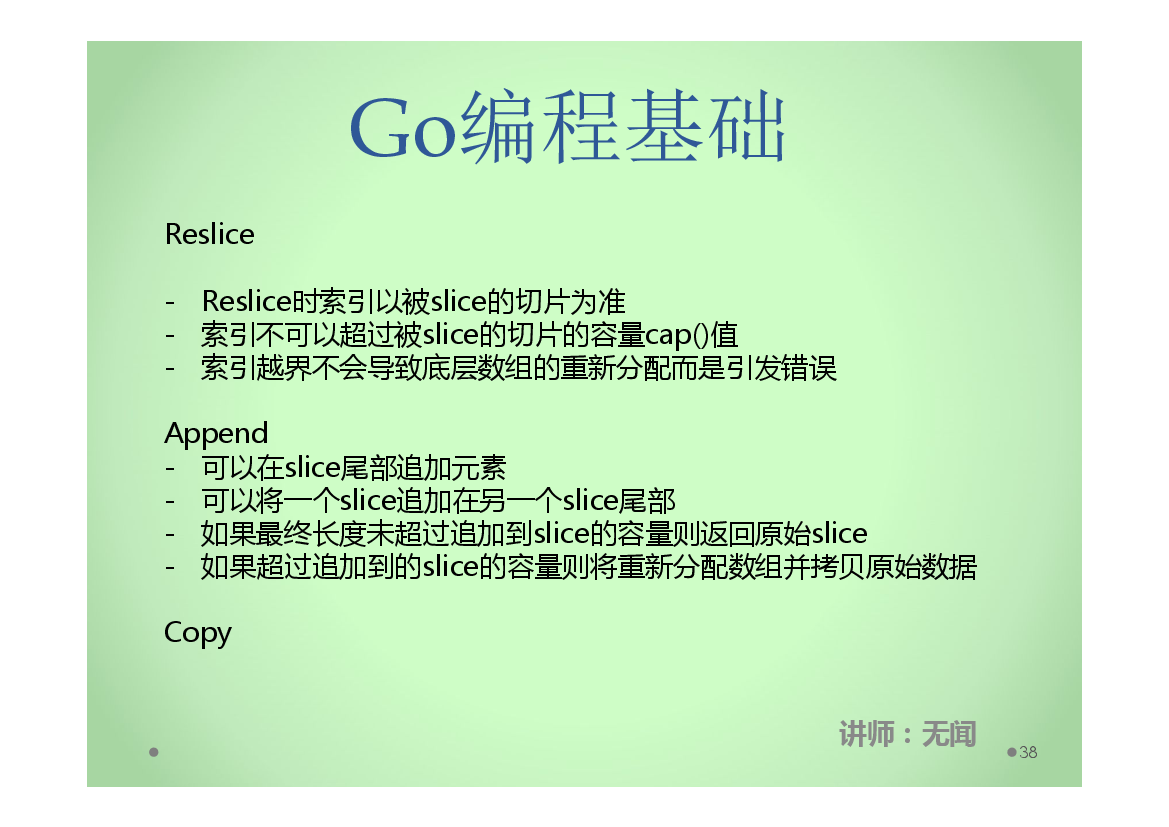 Go编程基础
Reslice
- Reslice时索引以被slice的切片为准
- 索引不可以超过被slice的切片的容量cap()值
- 索引越界不会导致底层数组的重新分配而是引发错误
Append
- 可以在slice尾部追加元素
- 可以将一个slice追加在另一个slice尾部
- 如果最终长度未超过追加到slice的容量则返回原始slice
- 如果超过追加到的slice的容量则将重新分配数组并拷贝原始数据
Copy
讲师：无闻
38